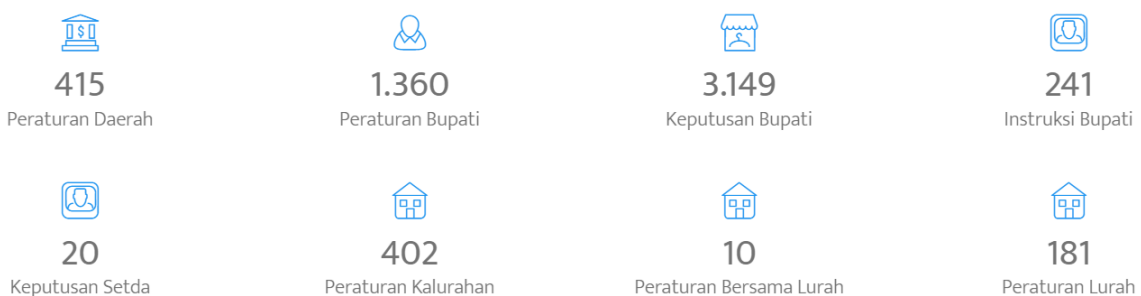 415
Peraturan Daerah
1.360
Peraturan Bupati
3.149
Keputusan Bupati
241
Instruksi Bupati
20
Keputusan Setda
402
Peraturan Kalurahan
10
Peraturan Bersama Lurah
181
Peraturan Lurah